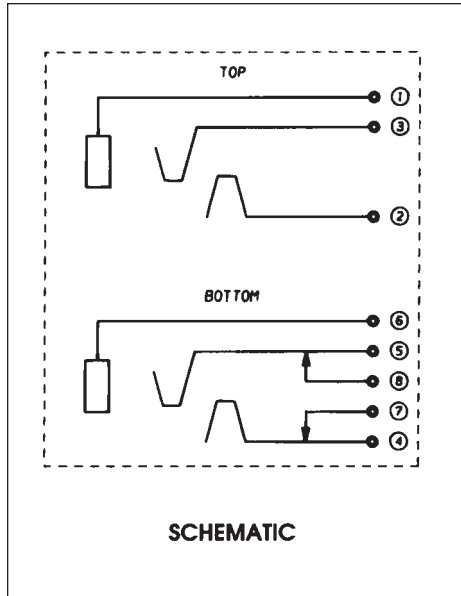 TOP
①
③
②
BOTTOM
⑥
⑤
⑧
⑦
④
SCHEMATIC